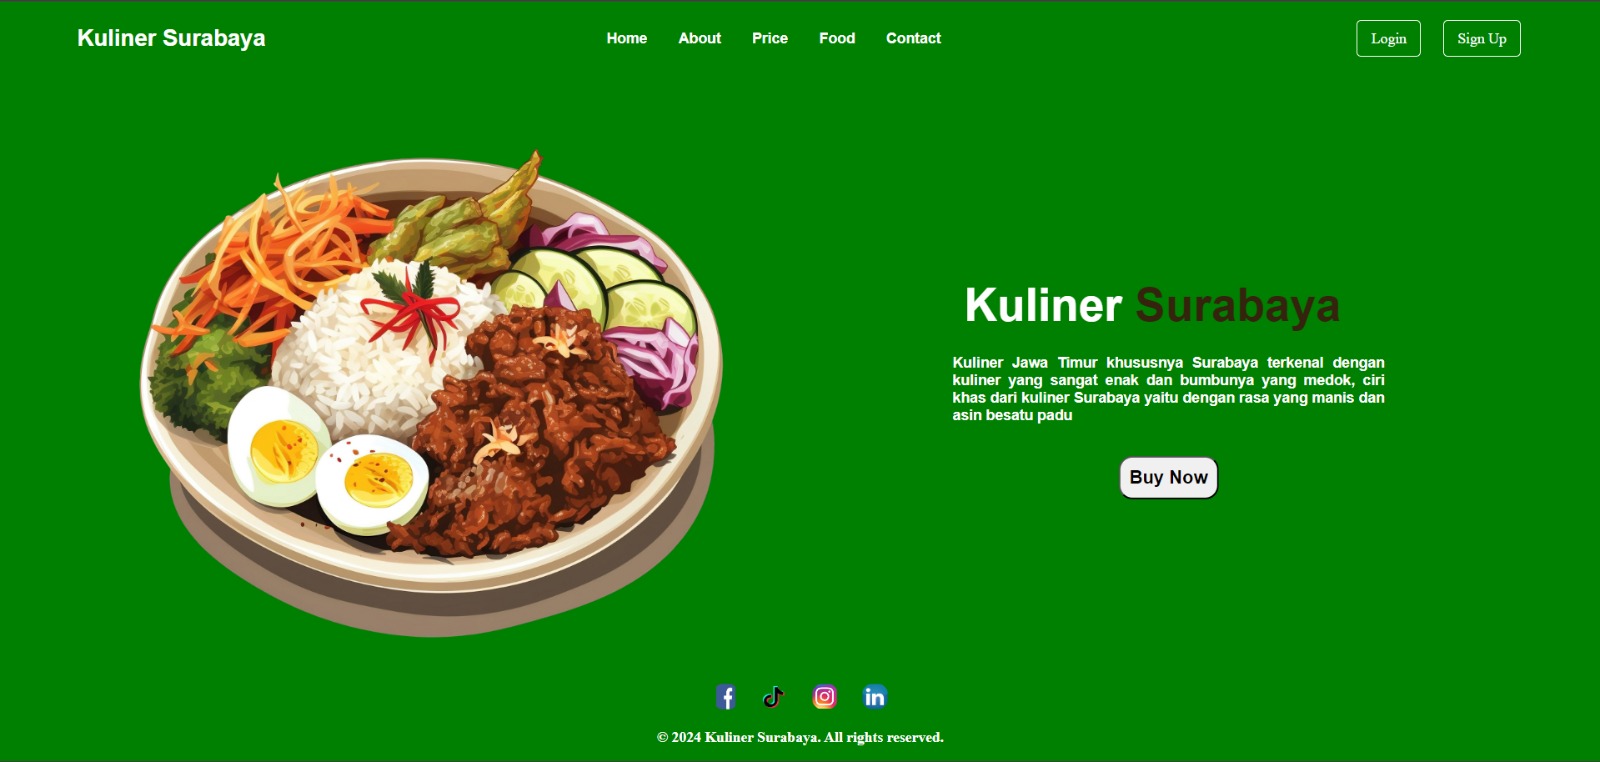 Kuliner Surabaya
Home About Price Food Contact
Login Sign Up
Kuliner Surabaya
Kuliner Jawa Timur khususnya Surabaya terkenal dengan
kuliner yang sangat enak dan bumbunya yang medok, ciri
khas dari kuliner Surabaya yaitu dengan rasa yang manis dan
asin besatu padu
Buy Now
© 2024 Kuliner Surabaya. All rights reserved.